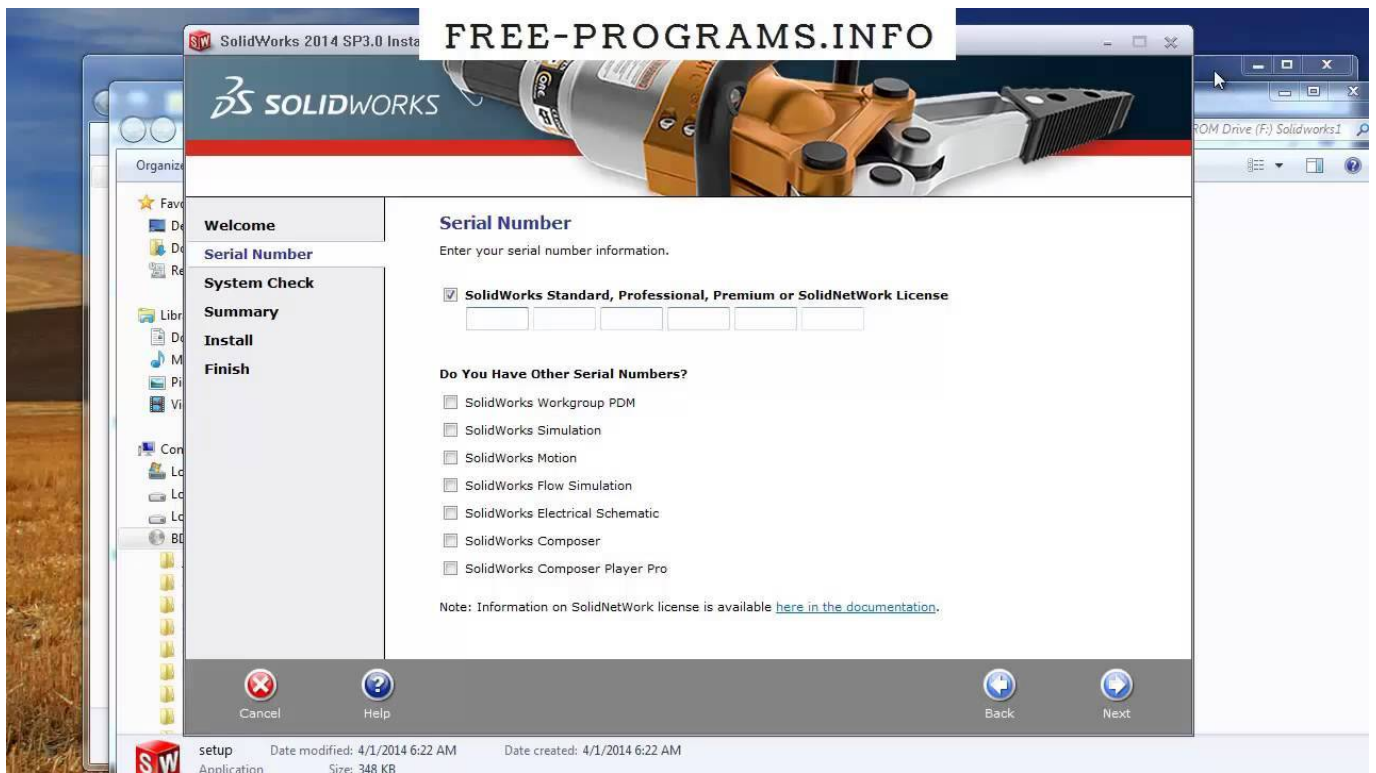 FREE-PROGRAMS.INFO
SolidWorks 2014 SP3.0
SOLIDWORKS
ROM Drive (F:) Solidworks1
Welcome
Serial Number
System Check
Summary
Install
Finish
Serial Number
Enter your serial number information.
SolidWorks Standard, Professional, Premium or SolidNetWork License
Do You Have Other Serial Numbers?
SolidWorks Workgroup PDM
SolidWorks Simulation
SolidWorks Motion
SolidWorks Flow Simulation
SolidWorks Electrical Schematic
SolidWorks Composer
SolidWorks Composer Player Pro
Note: Information on SolidNetWork license is available here in the documentation.
Cancel
Help
Back
Next
setup Date modified: 4/1/2014 6:22 AM Date created: 4/1/2014 6:22 AM
Application Size: 348 KB